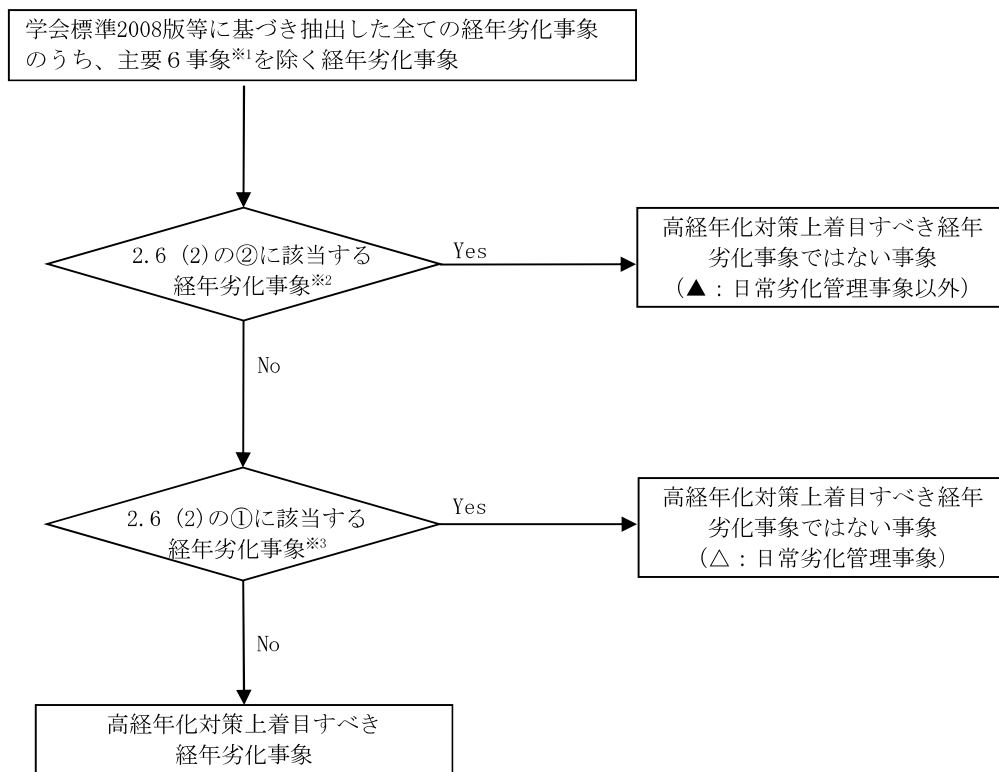 学会標準2008版等に基づき抽出した全ての経年劣化事象
のうち、主要６事象※1を除く経年劣化事象
2.6 (2)の②に該当する
経年劣化事象※2
Yes
高経年化対策上着目すべき経年
劣化事象ではない事象
（▲：日常劣化管理事象以外）
No
2.6 (2)の①に該当する
経年劣化事象※3
Yes
高経年化対策上着目すべき経年
劣化事象ではない事象
（△：日常劣化管理事象）
No
高経年化対策上着目すべき
経年劣化事象